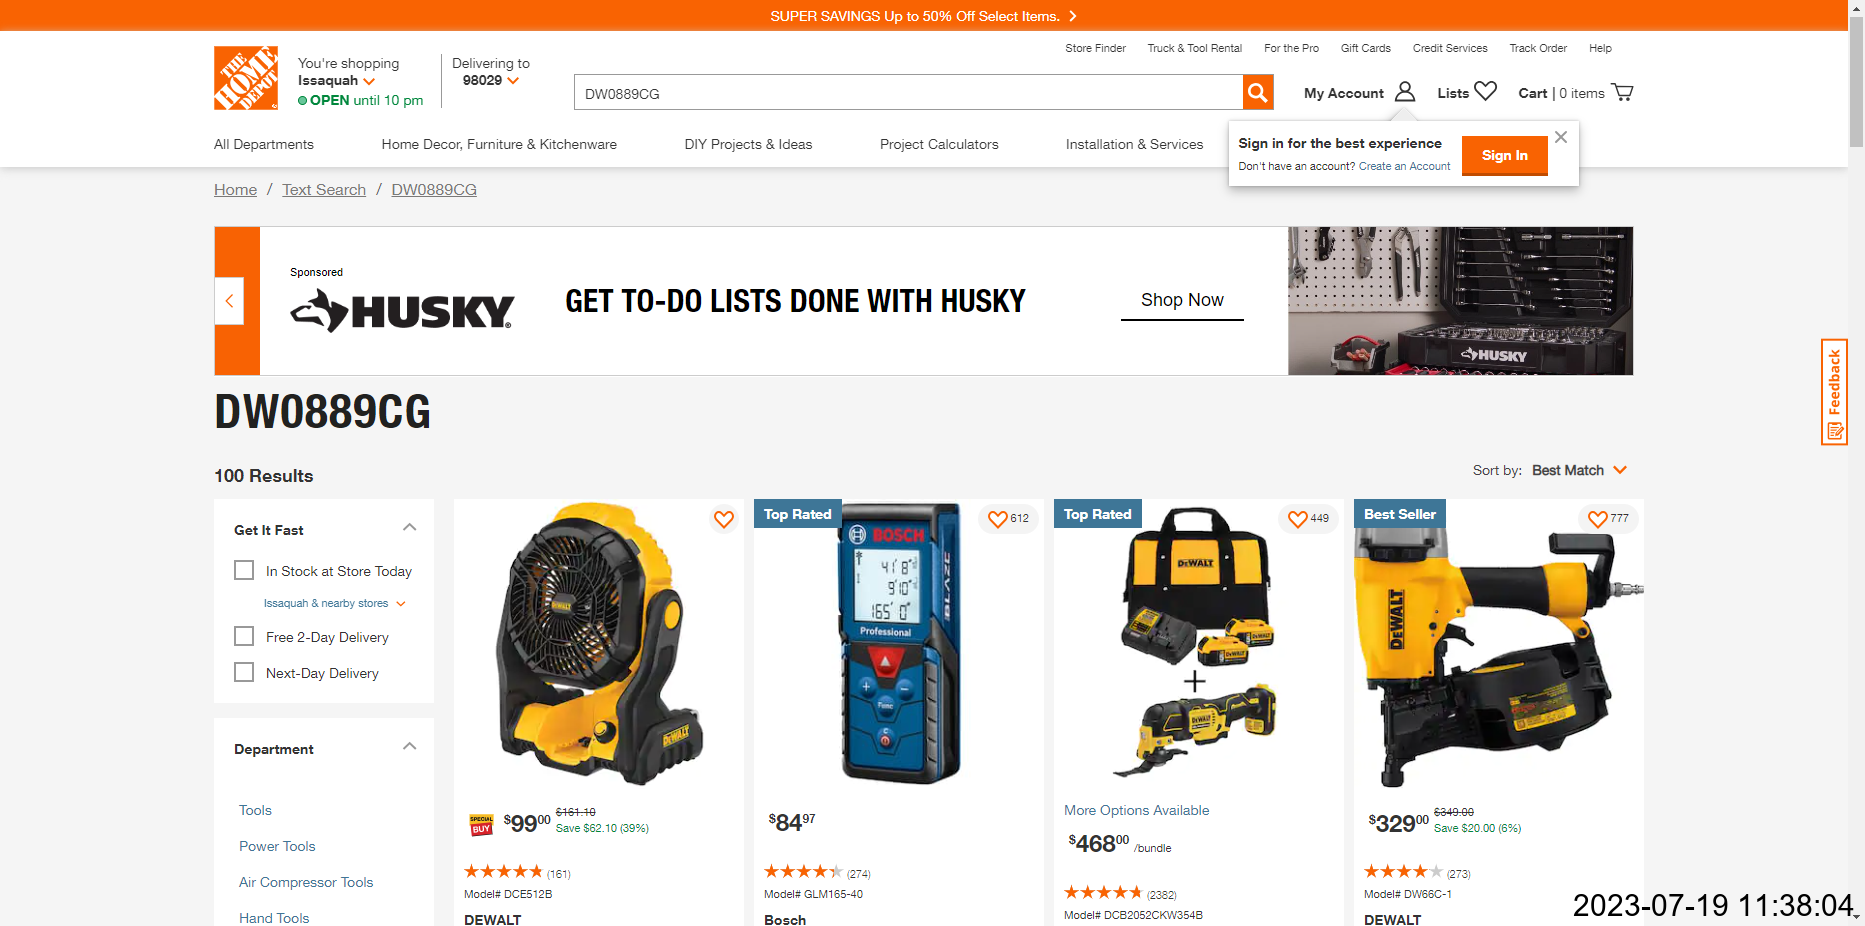 SUPER SAVINGS Up to 50% Off Select Items.
Store Finder Truck & Tool Rental For the Pro Gift Cards Credit Services Track Order Help
THE HOME DEPOT
You're shopping
Issaquah
OPEN until 10 pm
Delivering to
98029
DW0889CG
My Account Lists Cart | 0 items
All Departments Home Decor, Furniture & Kitchenware DIY Projects & Ideas Project Calculators Installation & Services
Sign in for the best experience
Don't have an account? Create an Account
Sign In
Home / Text Search / DW0889CG
Sponsored
HUSKY
GET TO-DO LISTS DONE WITH HUSKY
Shop Now
HUSKY
Feedback
DW0889CG
100 Results
Sort by: Best Match
Get It Fast
In Stock at Store Today
Issaquah & nearby stores
Free 2-Day Delivery
Next-Day Delivery
Department
Tools
Power Tools
Air Compressor Tools
Hand Tools
DEWALT
DEWALT
SPECIAL BUY
$99 00 $161.10
Save $62.10 (39%)
(161)
Model# DCE512B
DEWALT
Top Rated
612
BOSCH
BLAZE
41'8"
9'10"
165'0"
Professional
Func
$84 97
(274)
Model# GLM165-40
Bosch
Top Rated
449
DEWALT
DEWALT
More Options Available
$468 00 /bundle
(2382)
Model# DCB2052CKW354B
Best Seller
777
DEWALT
$329 00 $349.00
Save $20.00 (6%)
(273)
Model# DW66C-1
DEWALT
2023-07-19 11:38:04